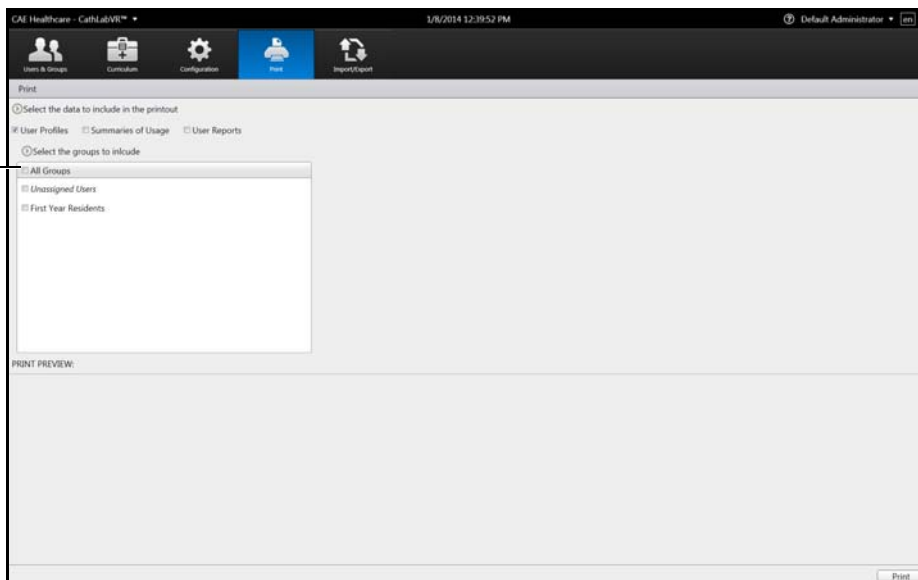 CAE Healthcare - CathLabVR™
1/8/2014 12:39:52 PM
Default Administrator
en
Users & Groups
Curriculum
Configuration
Print
Import/Export
Print
Select the data to include in the printout
User Profiles Summaries of Usage User Reports
Select the groups to inlcude
All Groups
Unassigned Users
First Year Residents
PRINT PREVIEW:
Print